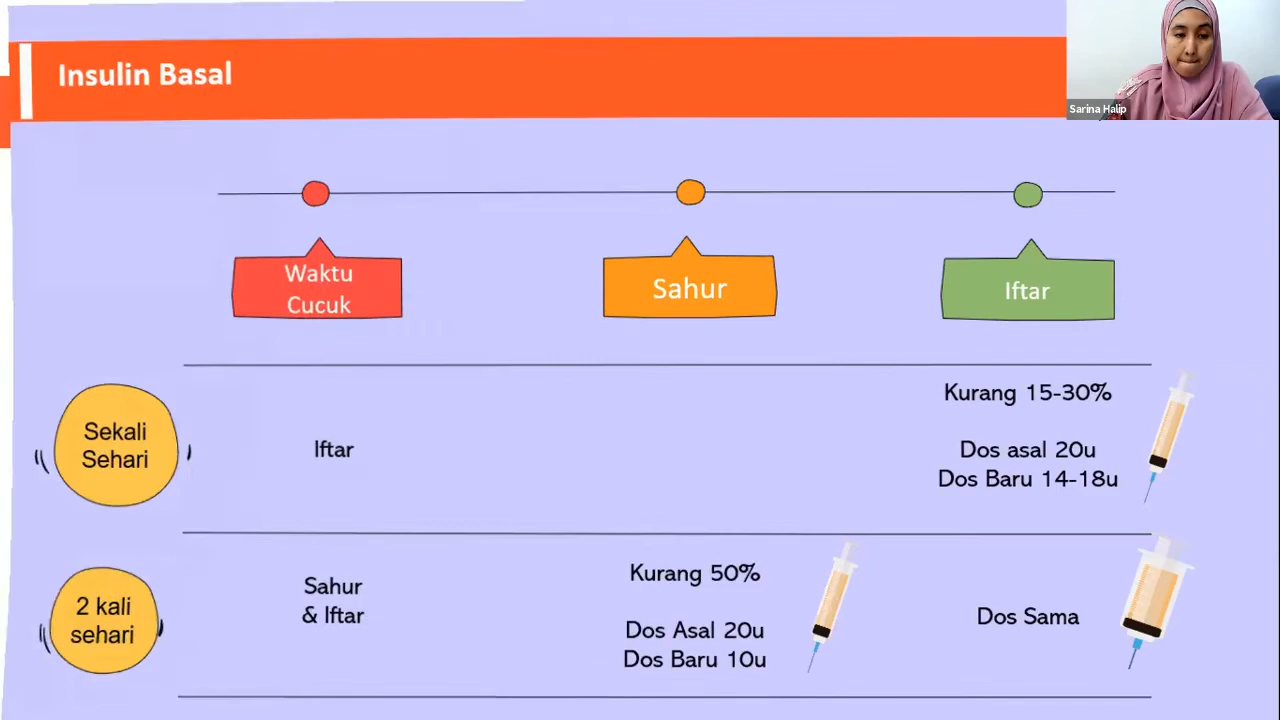 Insulin Basal
Sarina Halip
Waktu
Cucuk
Sahur
Iftar
Sekali
Sehari
Iftar
Kurang 15-30%
Dos asal 20u
Dos Baru 14-18u
2 kali
sehari
Sahur
& Iftar
Kurang 50%
Dos Asal 20u
Dos Baru 10u
Dos Sama